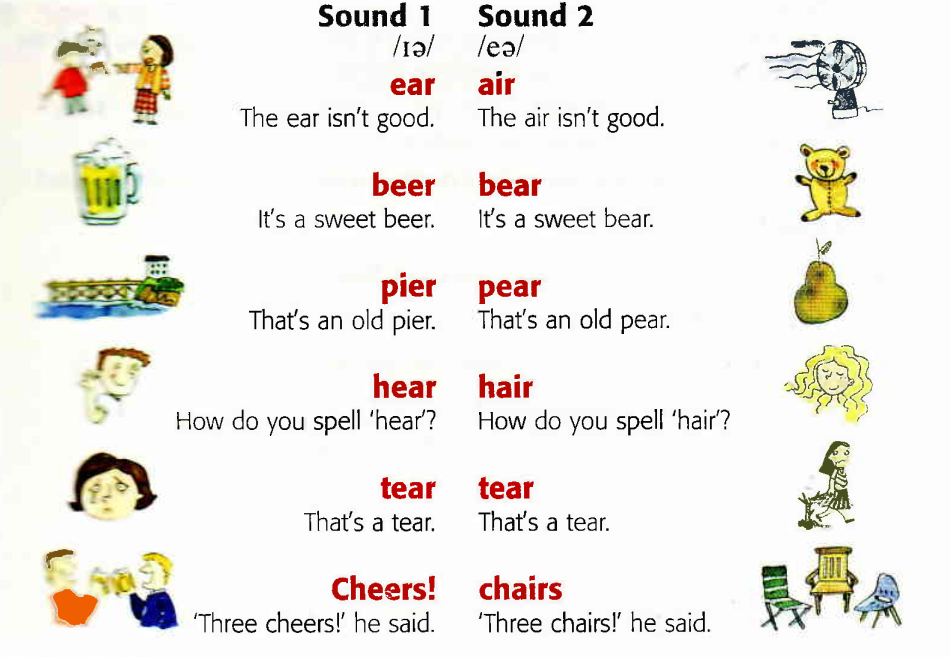 Sound 1 Sound 2
/ɪə/ /eə/
ear air
The ear isn't good. The air isn't good.
beer bear
It's a sweet beer. It's a sweet bear.
pier pear
That's an old pier. That's an old pear.
hear hair
How do you spell 'hear'? How do you spell 'hair'?
tear tear
That's a tear. That's a tear.
Cheers! chairs
'Three cheers!' he said. 'Three chairs!' he said.